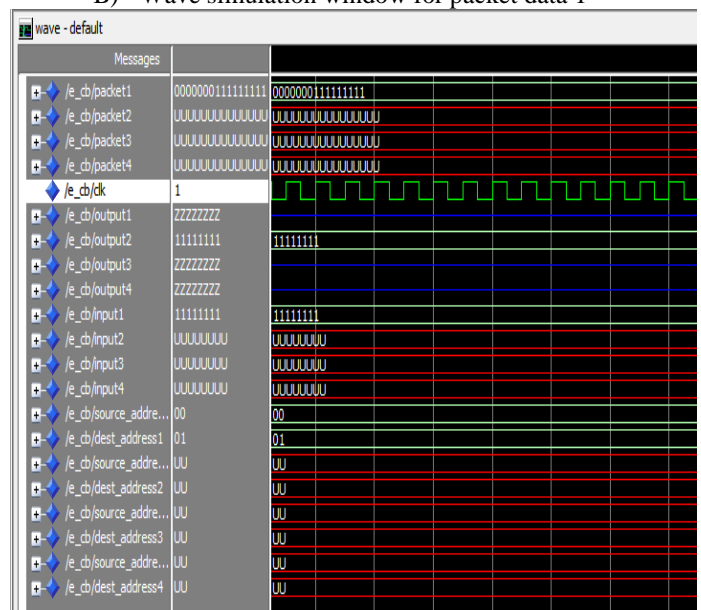 B) Wave simulation window for packet data 1
wave - default
Messages
/e_cb/packet1 0000000111111111 0000000111111111
/e_cb/packet2 UUUUUUUUUUUUUU UUUUUUUUUUUUUUUU
/e_cb/packet3 UUUUUUUUUUUUUU UUUUUUUUUUUUUUUU
/e_cb/packet4 UUUUUUUUUUUUUU UUUUUUUUUUUUUUUU
/e_cb/clk 1
/e_cb/output1 ZZZZZZZZ
/e_cb/output2 11111111 11111111
/e_cb/output3 ZZZZZZZZ
/e_cb/output4 ZZZZZZZZ
/e_cb/input1 11111111 11111111
/e_cb/input2 UUUUUUUU UUUUUUUU
/e_cb/input3 UUUUUUUU UUUUUUUU
/e_cb/input4 UUUUUUUU UUUUUUUU
/e_cb/source_addre... 00 00
/e_cb/dest_address1 01 01
/e_cb/source_addre... UU UU
/e_cb/dest_address2 UU UU
/e_cb/source_addre... UU UU
/e_cb/dest_address3 UU UU
/e_cb/source_addre... UU UU
/e_cb/dest_address4 UU UU